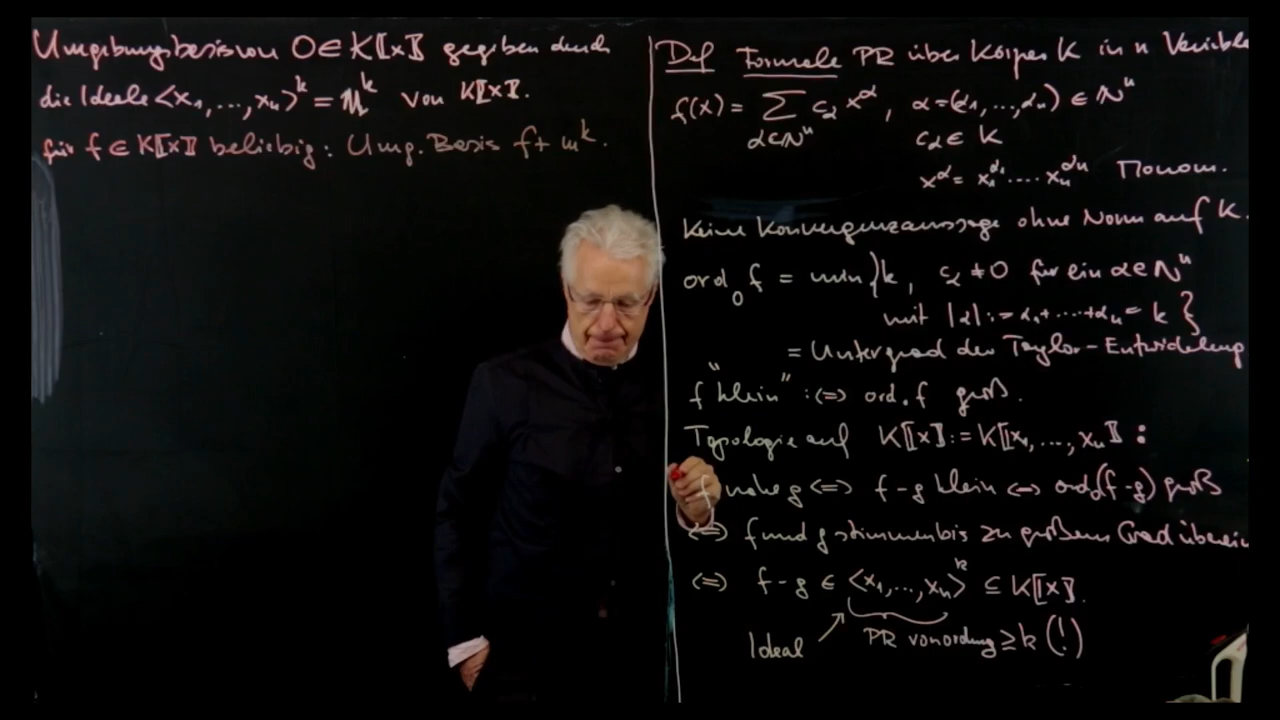 Umgebungsbasis von 0 ∈ K⟦x⟧ gegeben durch
die Ideale <x₁, ..., xₙ>ᵏ = mᵏ von K⟦x⟧.
für f ∈ K⟦x⟧ beliebig: Umg. Basis f + mᵏ.
Def Formale PR über Körper K in n Variable
f(x) = Σ c_α x^α, α = (α₁, ..., αₙ) ∈ ℕⁿ
α∈ℕⁿ c_α ∈ K
x^α = x₁^α₁ ····· xₙ^αₙ Monom.
Keine Konvergenzaussage ohne Norm auf K.
ord₀ f = min {k, c_α ≠ 0 für ein α ∈ ℕⁿ
mit |α| := α₁ + ····· + αₙ = k }
= Untergrad der Taylor-Entwickelung
f "klein" :⇔ ord₀ f groß.
Topologie auf K⟦x⟧ := K⟦x₁, ..., xₙ⟧ :
f nahe g ⇔ f - g klein ⇔ ord₀(f-g) groß
⇔ f und g stimmen bis zu großem Grad überein
⇔ f - g ∈ <x₁, ..., xₙ>ᵏ ⊆ K⟦x⟧.
Ideal PR von ordnung ≥ k (!)